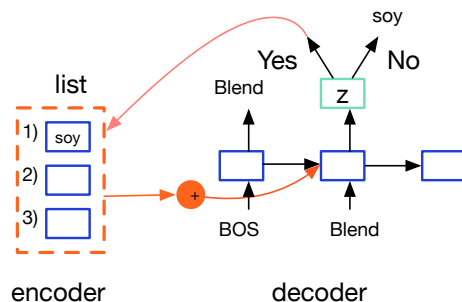 soy
Yes
No
list
Blend
z
1)
soy
2)
3)
+
BOS
Blend
encoder
decoder